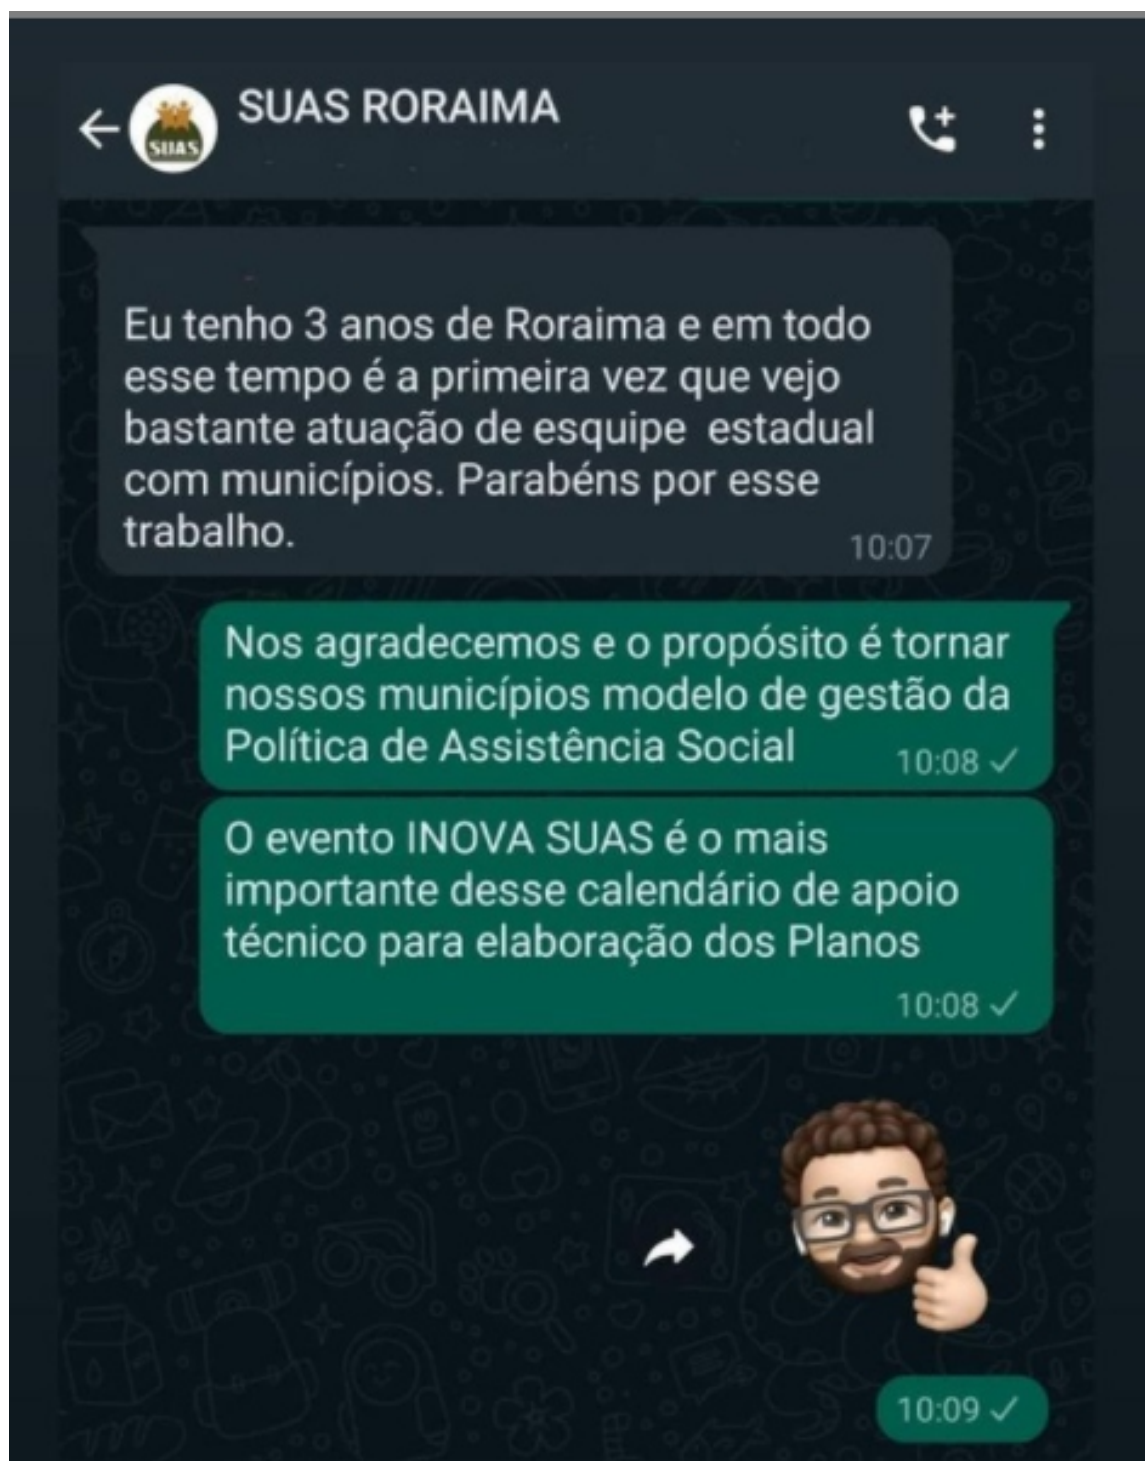 SUAS RORAIMA
SUAS
Eu tenho 3 anos de Roraima e em todo
esse tempo é a primeira vez que vejo
bastante atuação de esquipe  estadual
com municípios. Parabéns por esse
trabalho.
10:07
Nos agradecemos e o propósito é tornar
nossos municípios modelo de gestão da
Política de Assistência Social
10:08
O evento INOVA SUAS é o mais
importante desse calendário de apoio
técnico para elaboração dos Planos
10:08
10:09